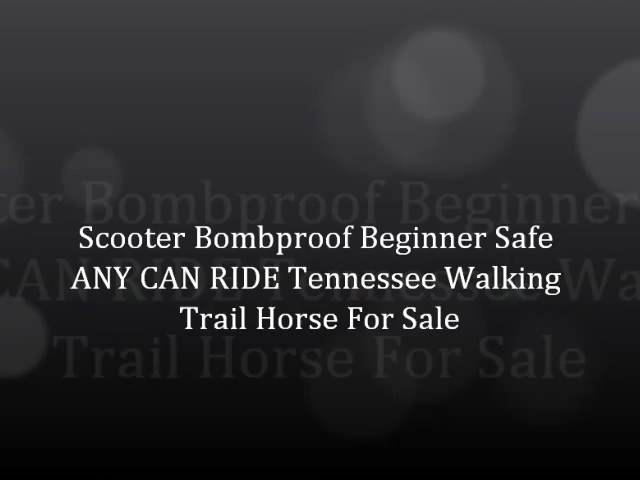 Scooter Bombproof Beginner Safe
ANY CAN RIDE Tennessee Walking
Trail Horse For Sale